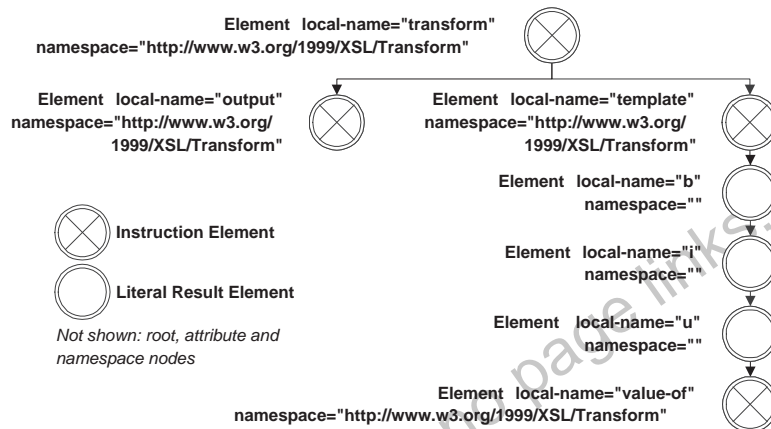 Element local-name="transform"
namespace="http://www.w3.org/1999/XSL/Transform"
Element local-name="output"
namespace="http://www.w3.org/
1999/XSL/Transform"
Element local-name="template"
namespace="http://www.w3.org/
1999/XSL/Transform"
Element local-name="b"
namespace=""
Instruction Element
Element local-name="i"
namespace=""
Literal Result Element
Not shown: root, attribute and
namespace nodes
Element local-name="u"
namespace=""
Element local-name="value-of"
namespace="http://www.w3.org/1999/XSL/Transform"
no page links.